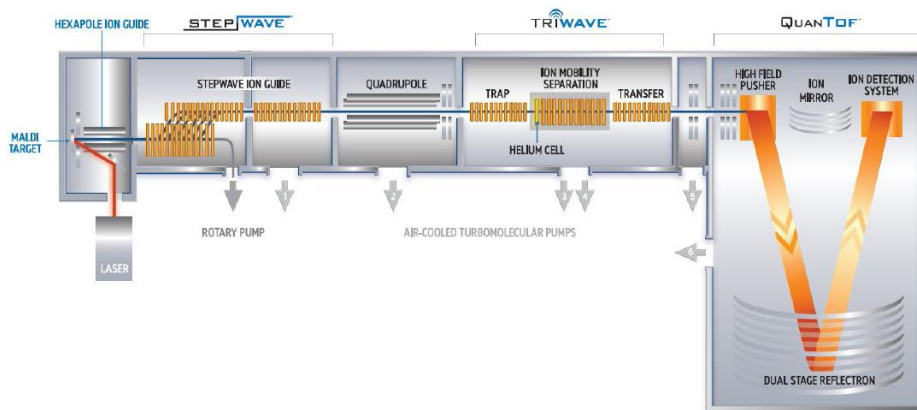 HEXAPOLE ION GUIDE
STEPWAVE
TRIWAVE
QUANTOF
STEPWAVE ION GUIDE
QUADRUPOLE
ION MOBILITY
SEPARATION
TRAP
TRANSFER
HELIUM CELL
HIGH FIELD
PUSHER
ION
MIRROR
ION DETECTION
SYSTEM
MALDI
TARGET
LASER
ROTARY PUMP
1
2
3
4
5
6
AIR-COOLED TURBOMOLECULAR PUMPS
DUAL STAGE REFLECTRON